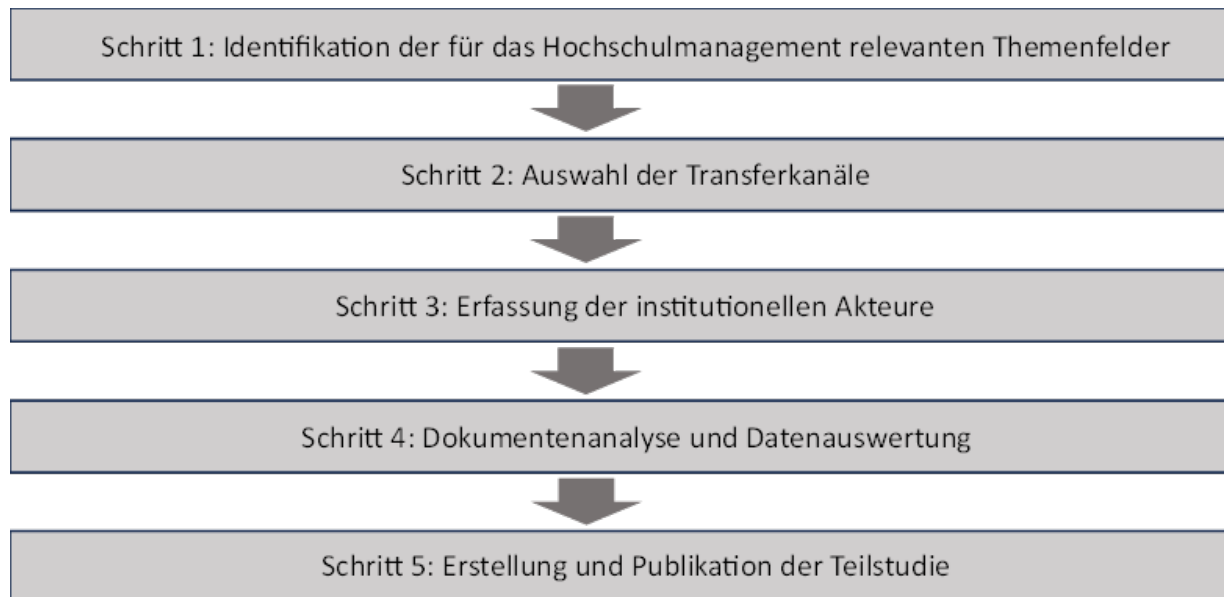 Schritt 1: Identifikation der für das Hochschulmanagement relevanten Themenfelder
Schritt 2: Auswahl der Transferkanäle
Schritt 3: Erfassung der institutionellen Akteure
Schritt 4: Dokumentenanalyse und Datenauswertung
Schritt 5: Erstellung und Publikation der Teilstudie